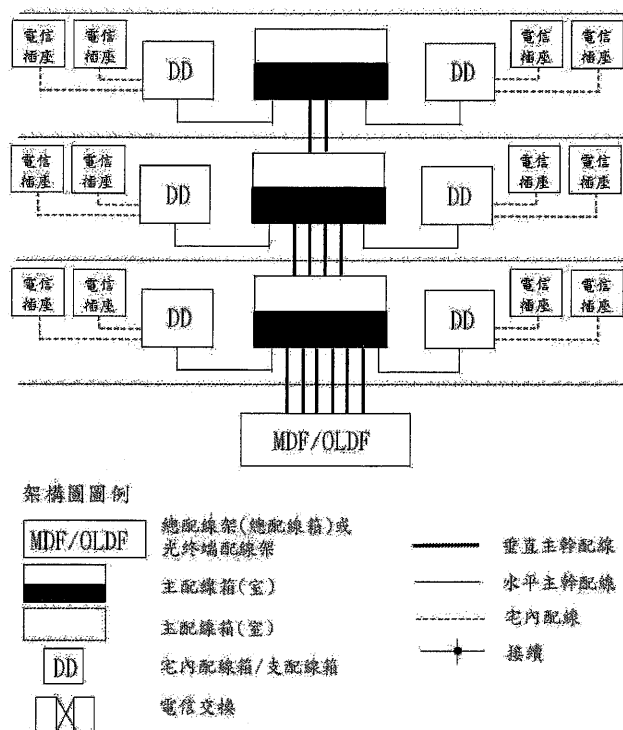 電信 電信 電信 電信
插座 插座 插座 插座
DD DD
電信 電信 電信 電信
插座 插座 插座 插座
DD DD
電信 電信 電信 電信
插座 插座 插座 插座
DD DD
MDF/OLDF
架構圖圖例
MDF/OLDF 總配線架(總配線箱)或
光終端配線架
主配線箱(室)
主配線箱(室)
DD 宅內配線箱/支配線箱
電信交換
垂直主幹配線
水平主幹配線
宅內配線
接續